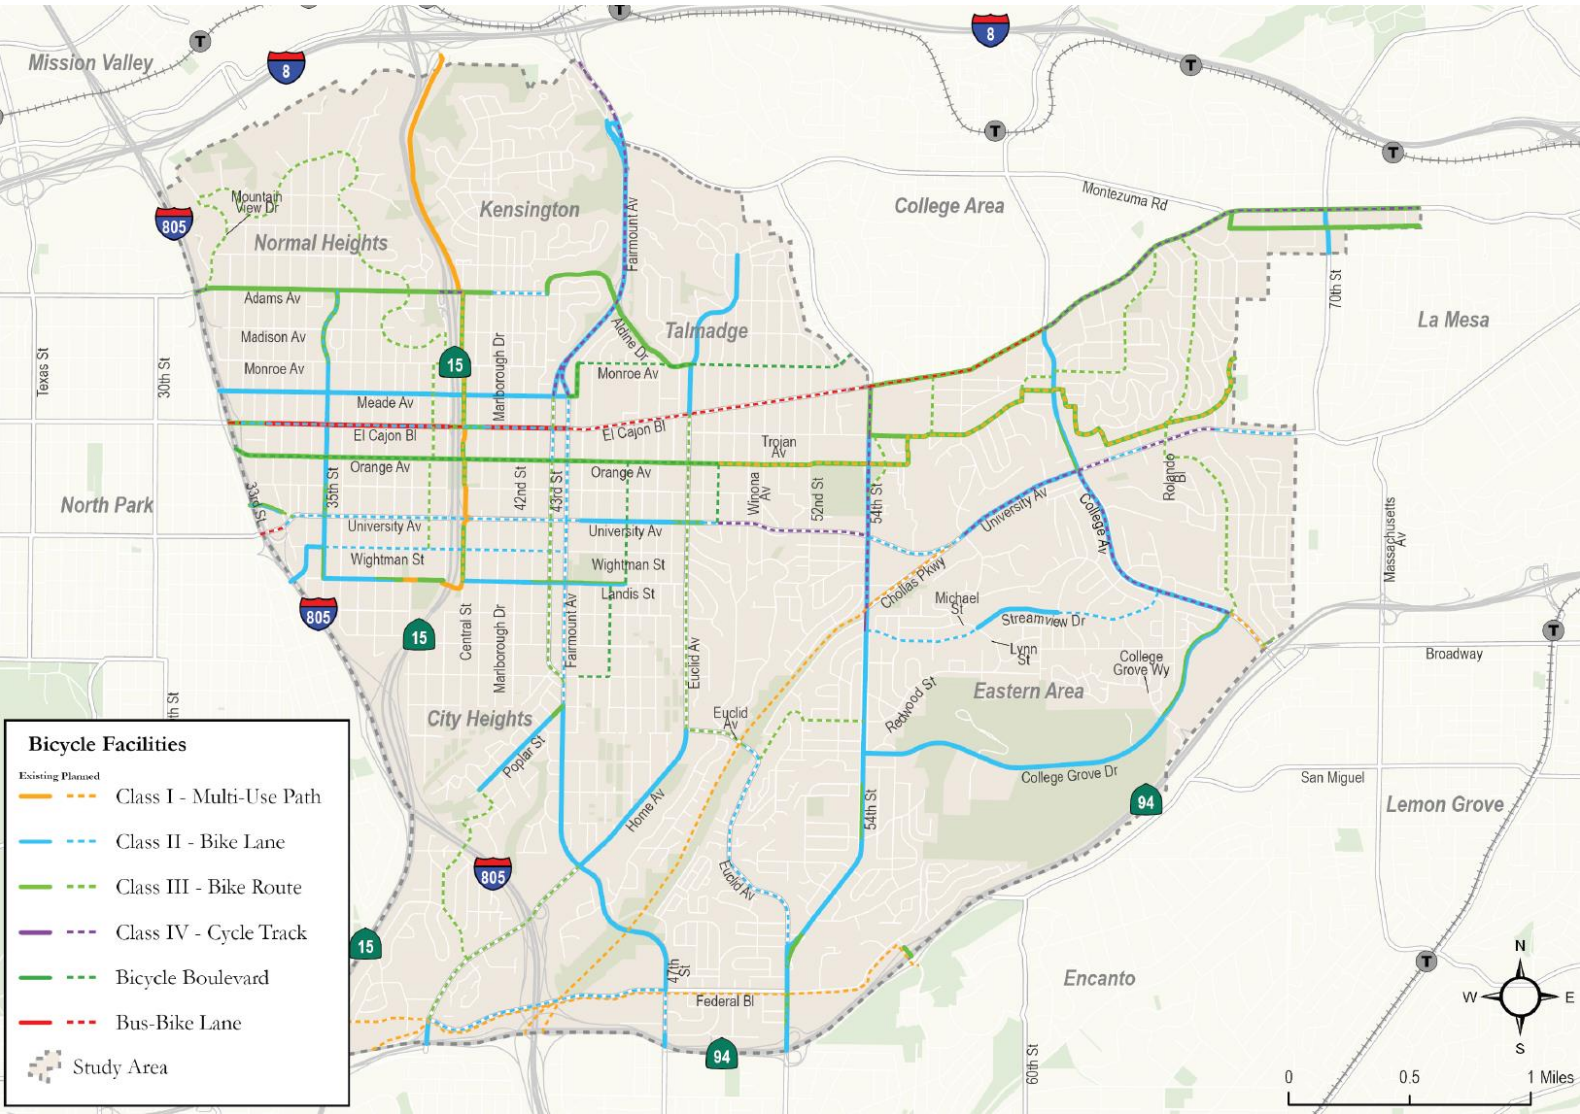 T
T
8
8
Mission Valley
T
T
T
T
Mountain
View Dr
Kensington
College Area
Montezuma Rd
805
Normal Heights
Fairmount Av
70th St
Adams Av
Aldine Dr
Talmadge
La Mesa
Madison Av
Texas St
30th St
Monroe Av
15
Marlborough Dr
Monroe Av
Meade Av
El Cajon Bl
El Cajon Bl
Trojan
Av
Orange Av
Orange Av
North Park
33rd St
35th St
42nd St
43rd St
Winona
Av
52nd St
54th St
Rolando
Bl
University Av
University Av
University Av
College Av
Massachusetts
Av
Wightman St
Wightman St
Chollas Pkwy
Landis St
Michael
St
805
15
Central St
Marlborough Dr
Fairmount Av
Euclid Av
Streamview Dr
Lynn
St
College
Grove Wy
Broadway
T
Redwood St
Eastern Area
th St
City Heights
Euclid
Av
Poplar St
College Grove Dr
San Miguel
Home Av
54th St
94
Lemon Grove
805
Euclid Av
15
47th
St
Encanto
T
Federal Bl
94
60th St
Bicycle Facilities
Existing Planned
Class I - Multi-Use Path
Class II - Bike Lane
Class III - Bike Route
Class IV - Cycle Track
Bicycle Boulevard
Bus-Bike Lane
Study Area
N
W
E
S
0
0.5
1 Miles